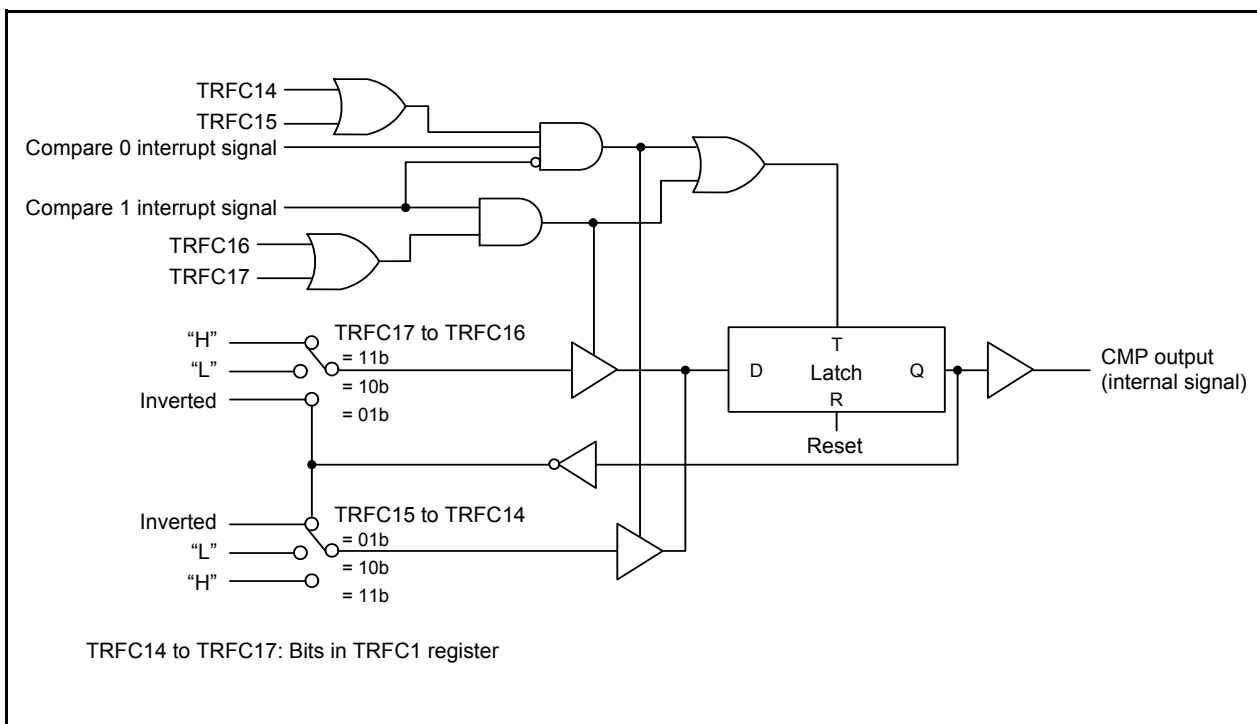 TRFC14
TRFC15
Compare 0 interrupt signal
Compare 1 interrupt signal
TRFC16
TRFC17
“H”
“L”
Inverted
TRFC17 to TRFC16
= 11b
= 10b
= 01b
T
D
Latch
Q
R
Reset
CMP output
(internal signal)
Inverted
“L”
“H”
TRFC15 to TRFC14
= 01b
= 10b
= 11b
TRFC14 to TRFC17: Bits in TRFC1 register